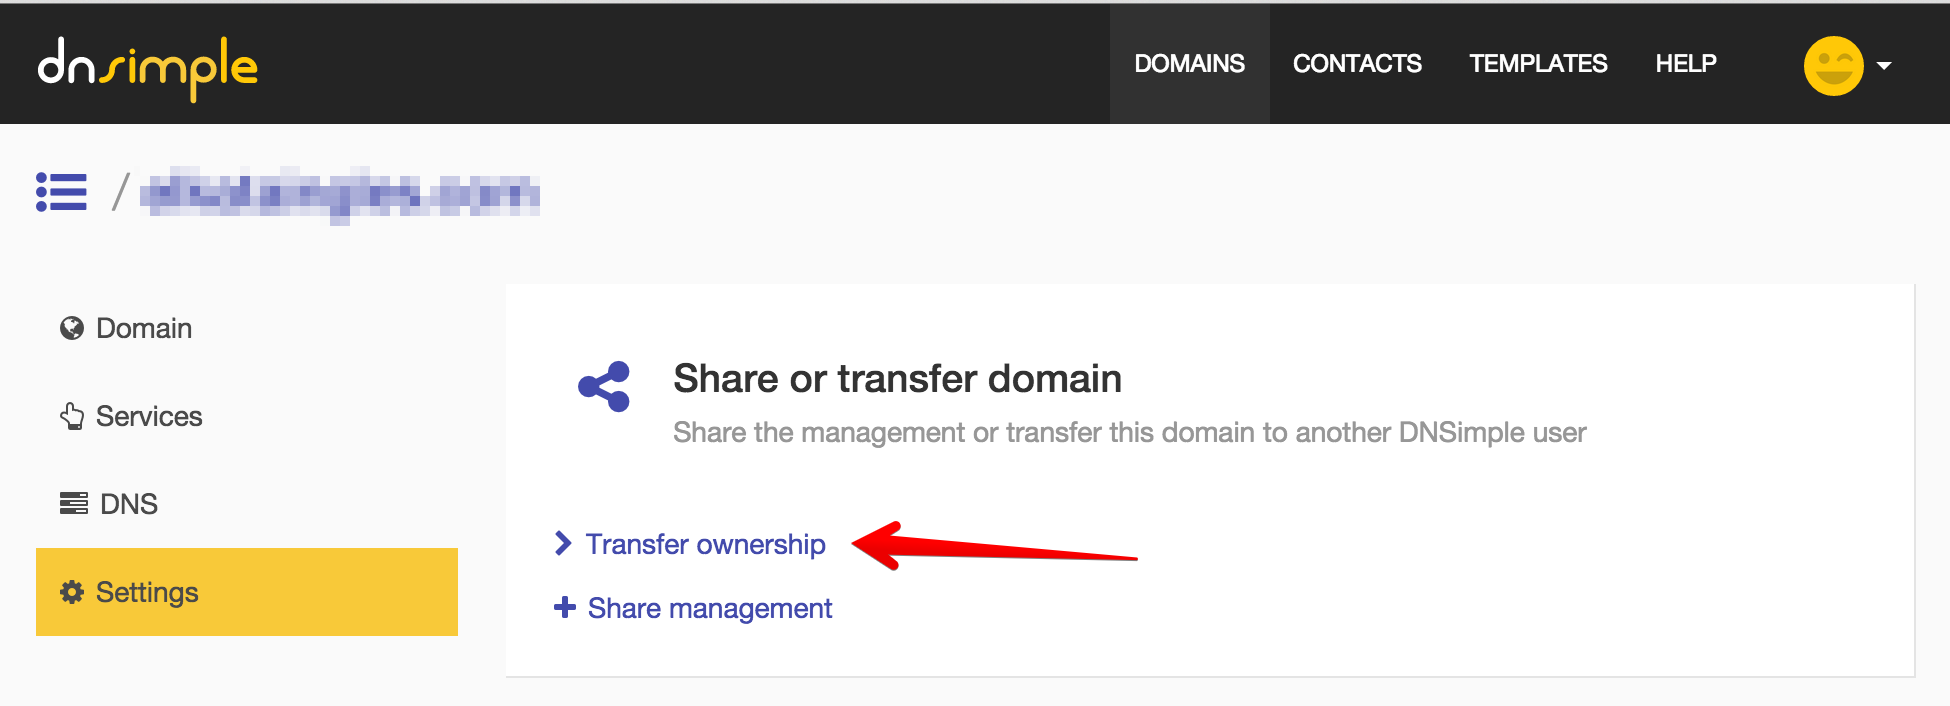 dnsimple
DOMAINS CONTACTS TEMPLATES HELP
/
Domain
Services
DNS
Settings
Share or transfer domain
Share the management or transfer this domain to another DNSimple user
Transfer ownership
Share management